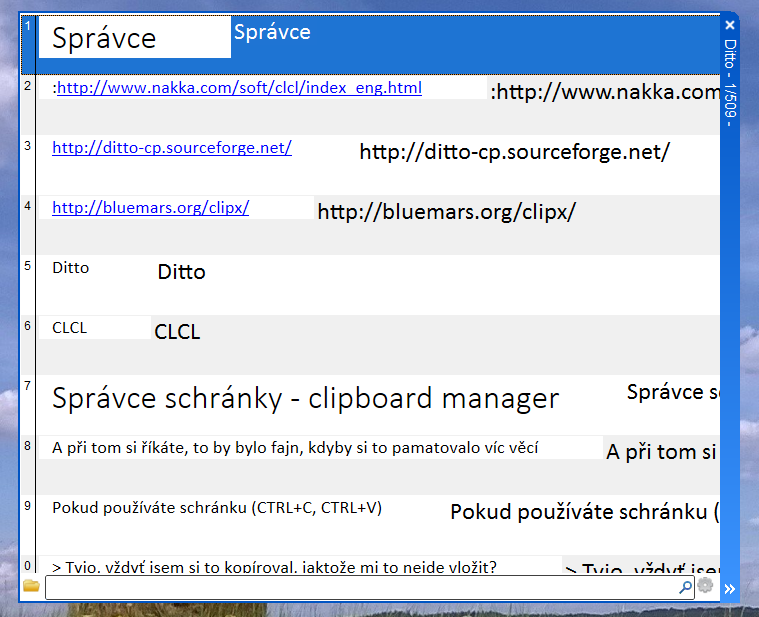 1 Správce Správce
2 :http://www.nakka.com/soft/clcl/index_eng.html :http://www.nakka.com
3 http://ditto-cp.sourceforge.net/ http://ditto-cp.sourceforge.net/
4 http://bluemars.org/clipx/ http://bluemars.org/clipx/
5 Ditto Ditto
6 CLCL CLCL
7 Správce schránky - clipboard manager Správce s
8 A při tom si říkáte, to by bylo fajn, kdyby si to pamatovalo víc věcí A při tom si
9 Pokud používáte schránku (CTRL+C, CTRL+V) Pokud používáte schránku (
0 > Tyjo, vždyť jsem si to kopíroval, jaktože mi to nejde vložit? > Tyjo, vždyť jse
Ditto - 1/509 -